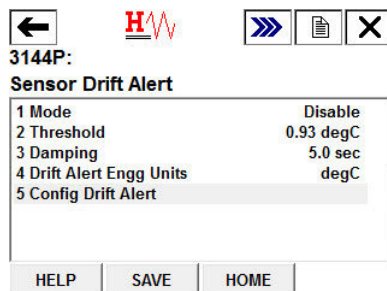 H
3144P:
Sensor Drift Alert
1 Mode Disable
2 Threshold 0.93 degC
3 Damping 5.0 sec
4 Drift Alert Engg Units degC
5 Config Drift Alert
HELP SAVE HOME